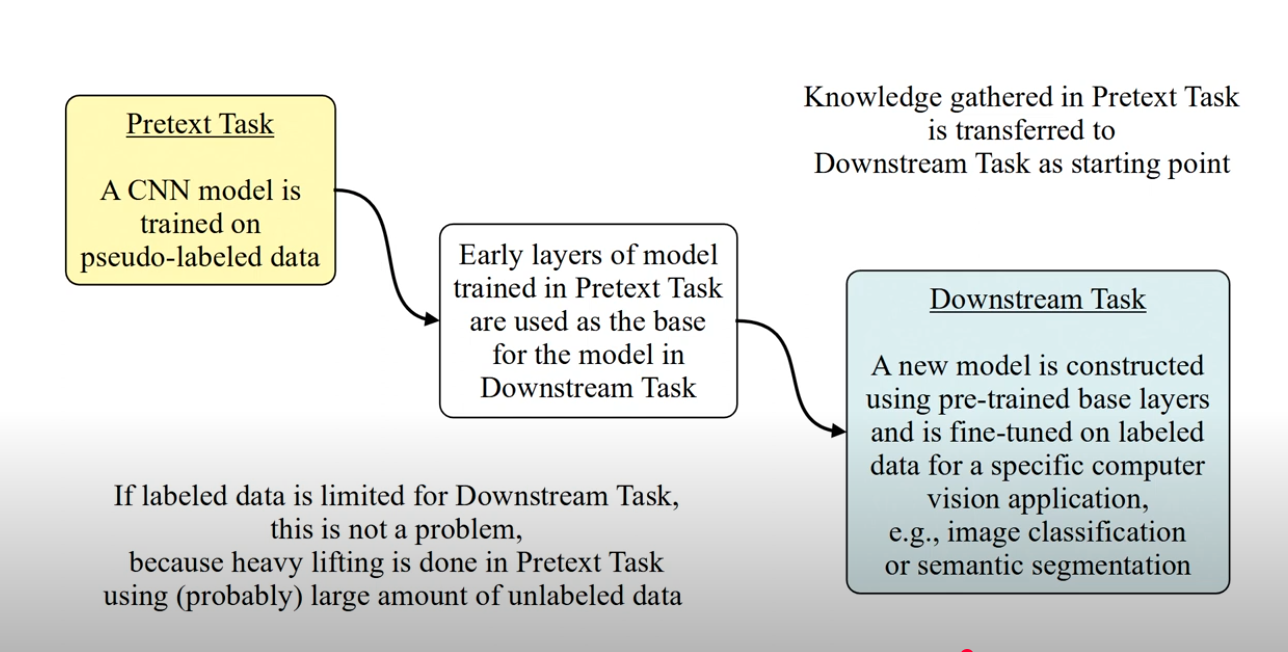 Pretext Task
A CNN model is
trained on
pseudo-labeled data
Knowledge gathered in Pretext Task
is transferred to
Downstream Task as starting point
Early layers of model
trained in Pretext Task
are used as the base
for the model in
Downstream Task
Downstream Task
A new model is constructed
using pre-trained base layers
and is fine-tuned on labeled
data for a specific computer
vision application,
e.g., image classification
or semantic segmentation
If labeled data is limited for Downstream Task,
this is not a problem,
because heavy lifting is done in Pretext Task
using (probably) large amount of unlabeled data